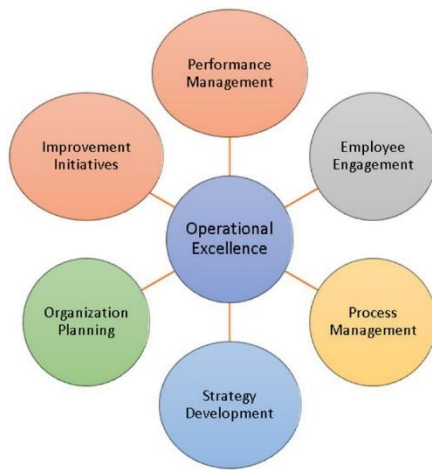 Performance
Management
Improvement
Initiatives
Employee
Engagement
Operational
Excellence
Organization
Planning
Process
Management
Strategy
Development